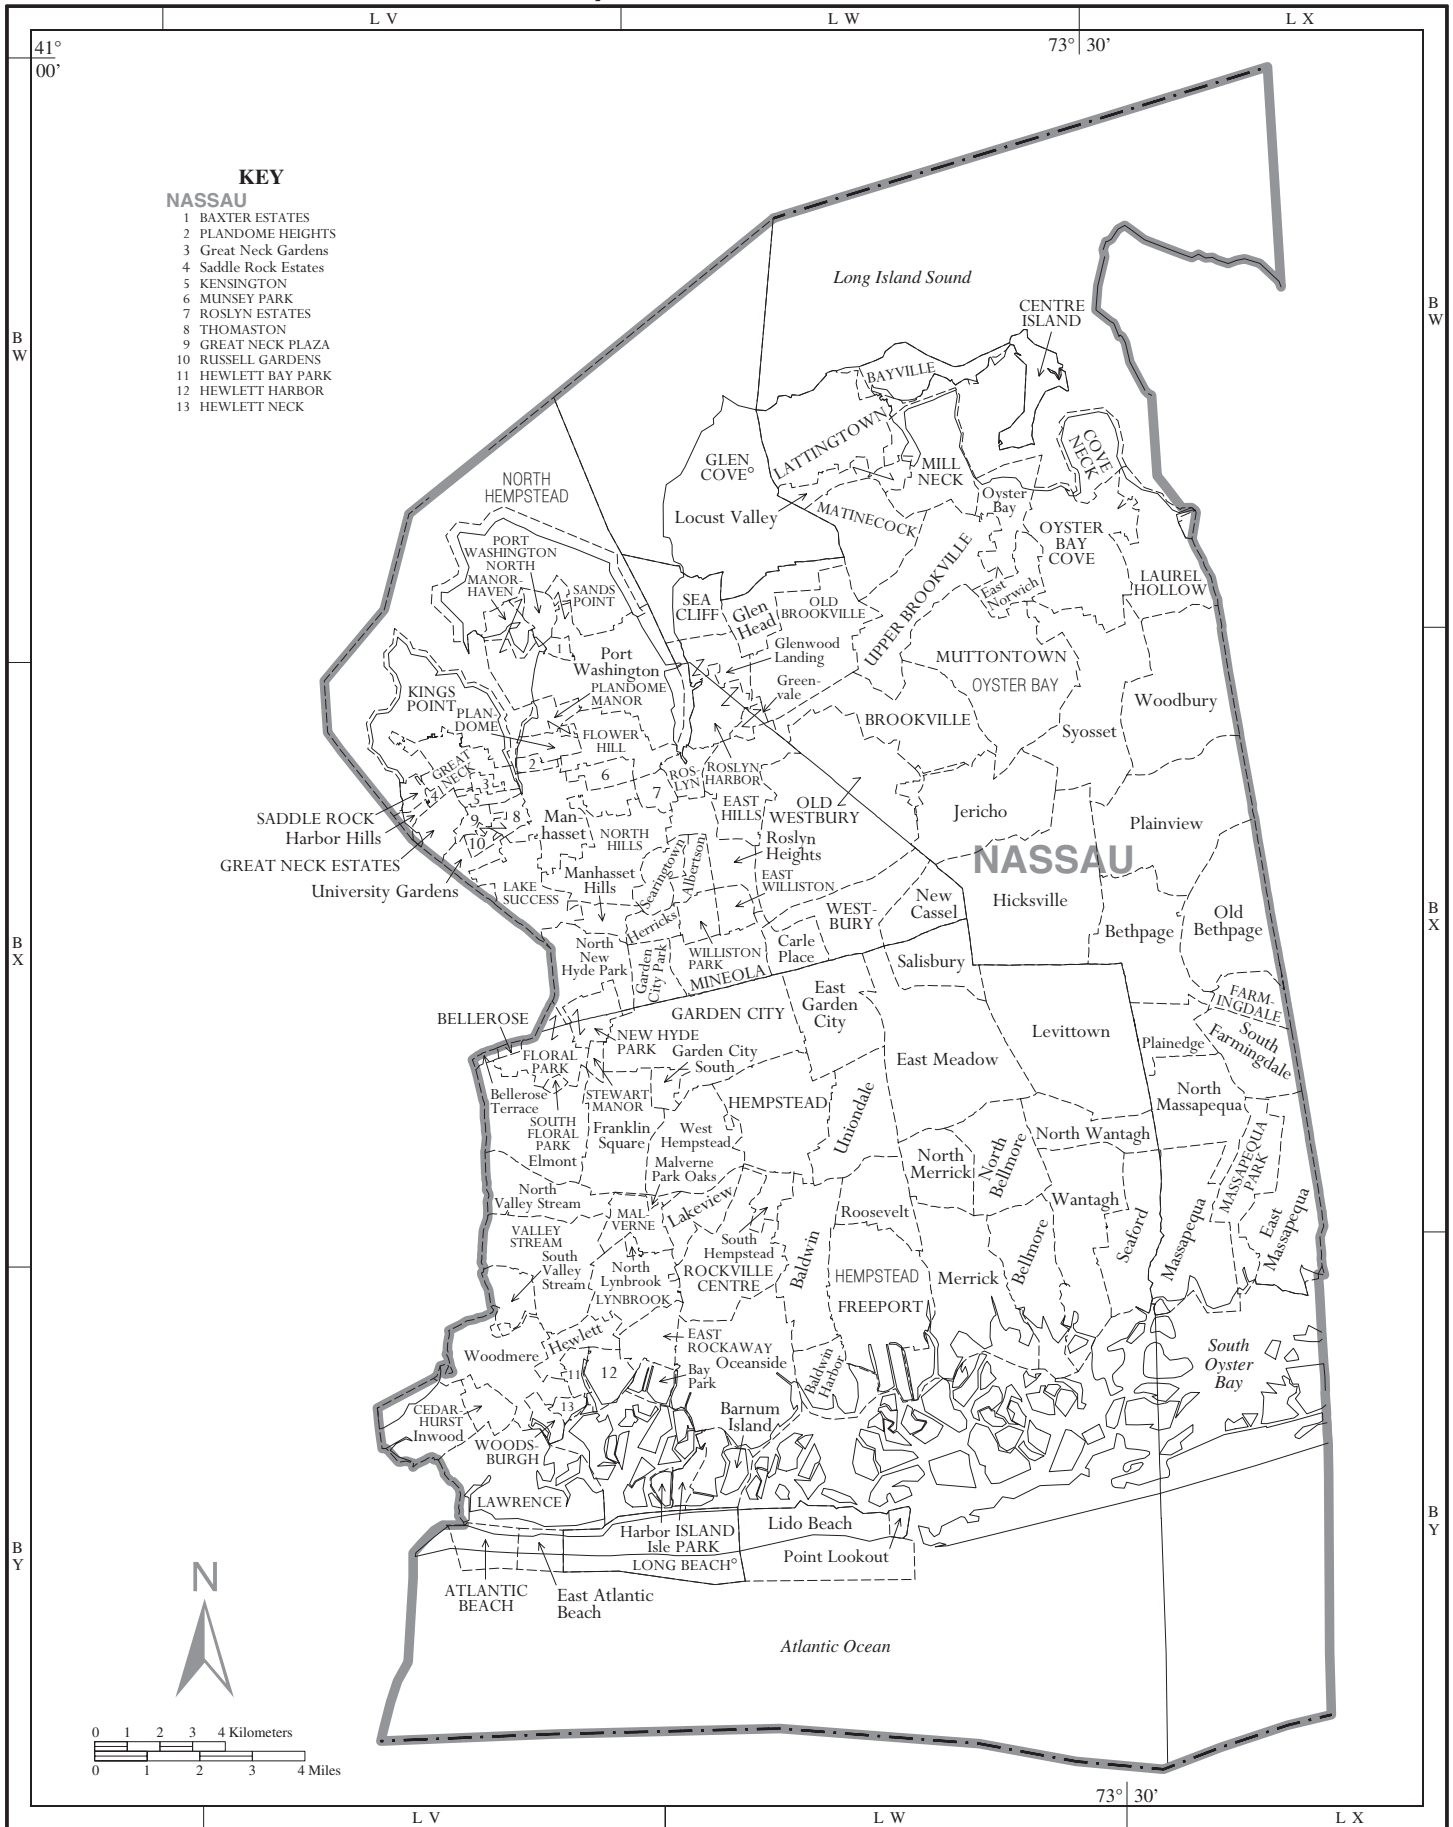 L V
L W
L X
41°
00'
73° 30'
KEY
NASSAU
1 BAXTER ESTATES
2 PLANDOME HEIGHTS
3 Great Neck Gardens
4 Saddle Rock Estates
5 KENSINGTON
6 MUNSEY PARK
7 ROSLYN ESTATES
8 THOMASTON
9 GREAT NECK PLAZA
10 RUSSELL GARDENS
11 HEWLETT BAY PARK
12 HEWLETT HARBOR
13 HEWLETT NECK
Long Island Sound
CENTRE
ISLAND
B
W
B
W
BAYVILLE
LATTINGTOWN
GLEN
COVE°
MILL
NECK
COVE
NECK
NORTH
HEMPSTEAD
Locust Valley
MATINECOCK
Oyster
Bay
OYSTER
BAY
COVE
PORT
WASHINGTON
NORTH
MANOR-
HAVEN
SANDS
POINT
SEA
CLIFF
Glen
Head
OLD
BROOKVILLE
UPPER BROOKVILLE
East
Norwich
LAUREL
HOLLOW
1
Port
Washington
Glenwood
Landing
MUTTONTOWN
OYSTER BAY
KINGS
POINT
PLANDOME
MANOR
Green-
vale
Woodbury
PLAN-
DOME
FLOWER
HILL
BROOKVILLE
Syosset
GREAT
NECK
2
6
ROS-
LYN
ROSLYN
HARBOR
3
4
5
7
EAST
HILLS
OLD
WESTBURY
Jericho
Plainview
SADDLE ROCK
Harbor Hills
9
8
10
Man-
hasset
NORTH
HILLS
Roslyn
Heights
NASSAU
GREAT NECK ESTATES
University Gardens
LAKE
SUCCESS
Manhasset
Hills
Searingtown
Albertson
EAST
WILLISTON
New
Cassel
Hicksville
WEST-
BURY
Old
Bethpage
Bethpage
B
X
B
X
North
New
Hyde Park
Herricks
Garden
City Park
WILLISTON
PARK
Carle
Place
MINEOLA
Salisbury
East
Garden
City
FARM-
INGDALE
BELLEROSE
GARDEN CITY
Levittown
South
Farmingdale
NEW HYDE
PARK
FLORAL
PARK
Garden City
South
East Meadow
Plainedge
Bellerose
Terrace
STEWART
MANOR
HEMPSTEAD
Uniondale
North
Massapequa
SOUTH
FLORAL
PARK
Franklin
Square
West
Hempstead
North Wantagh
Elmont
Malverne
Park Oaks
North
Merrick
North
Bellmore
MASSAPEQUA
PARK
North
Valley Stream
Lakeview
Roosevelt
Wantagh
MAL-
VERNE
VALLEY
STREAM
South
Hempstead
Baldwin
Bellmore
Seaford
Massapequa
East
Massapequa
South
Valley
Stream
North
Lynbrook
ROCKVILLE
CENTRE
HEMPSTEAD
Merrick
LYNBROOK
FREEPORT
Hewlett
EAST
ROCKAWAY
Oceanside
South
Oyster
Bay
Woodmere
11
12
Bay
Park
Baldwin
Harbor
CEDAR-
HURST
Inwood
13
Barnum
Island
WOODS-
BURGH
LAWRENCE
Harbor ISLAND
Isle PARK
Lido Beach
LONG BEACH°
Point Lookout
B
Y
B
Y
ATLANTIC
BEACH
East Atlantic
Beach
N
Atlantic Ocean
0 1 2 3 4 Kilometers
0 1 2 3 4 Miles
73° 30'
L V
L W
L X